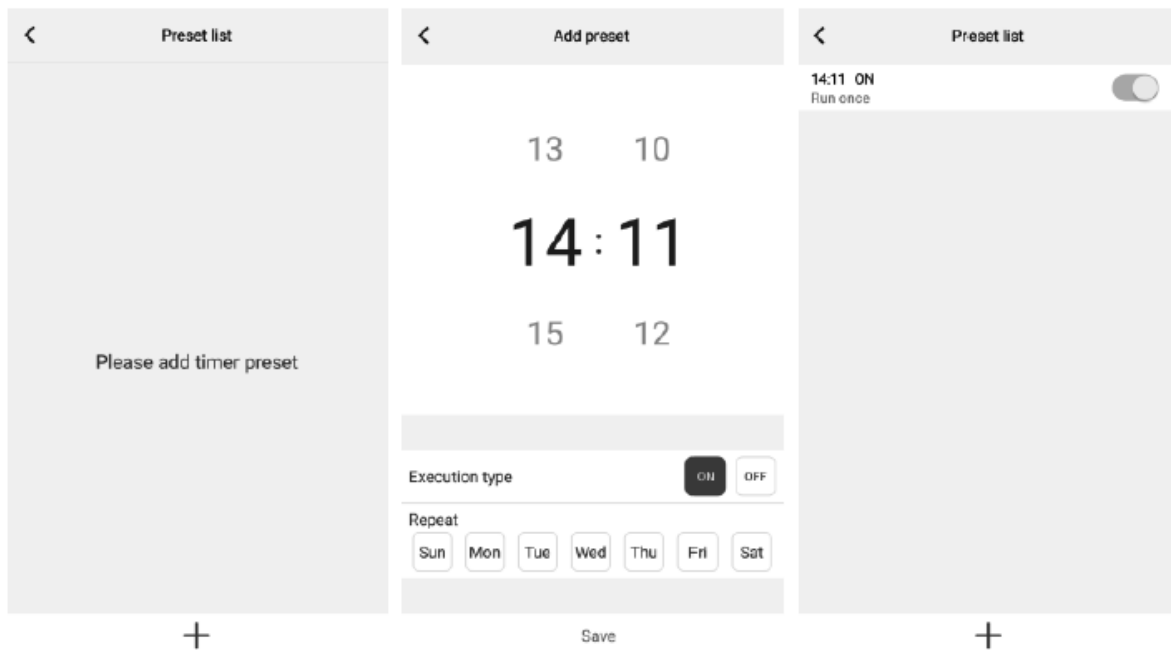 Preset list
Please add timer preset
Add preset
13 10
14 : 11
15 12
Execution type ON OFF
Repeat
Sun Mon Tue Wed Thu Fri Sat
Save
Preset list
14:11 ON
Run once